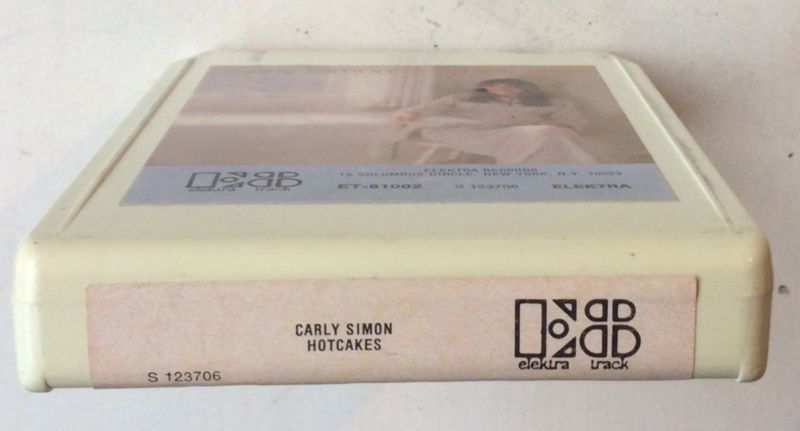 elektra track
ELEKTRA RECORDS
15 COLUMBUS CIRCLE, NEW YORK, N.Y. 10023
ET-81002 S 123706 ELEKTRA
CARLY SIMON
HOTCAKES
S 123706
elektra track